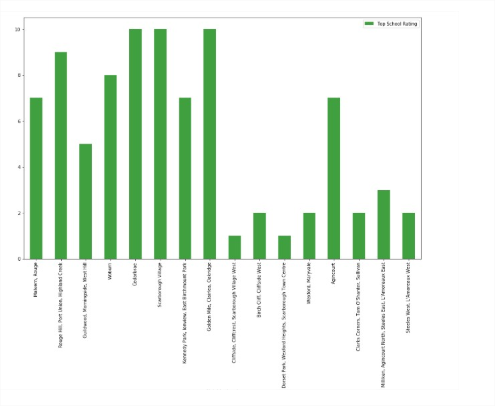 Top School Rating
10
8
6
4
2
0
Malvern, Rouge
Rouge Hill, Port Union, Highland Creek
Guildwood, Morningside, West Hill
Woburn
Cedarbrae
Scarborough Village
Kennedy Park, Ionview, East Birchmount Park
Golden Mile, Clairlea, Oakridge
Cliffside, Cliffcrest, Scarborough Village West
Birch Cliff, Cliffside West
Dorset Park, Wexford Heights, Scarborough Town Centre
Wexford, Maryvale
Agincourt
Clarks Corners, Tam O'Shanter, Sullivan
Milliken, Agincourt North, Steeles East, L'Amoreaux East
Steeles West, L'Amoreaux West